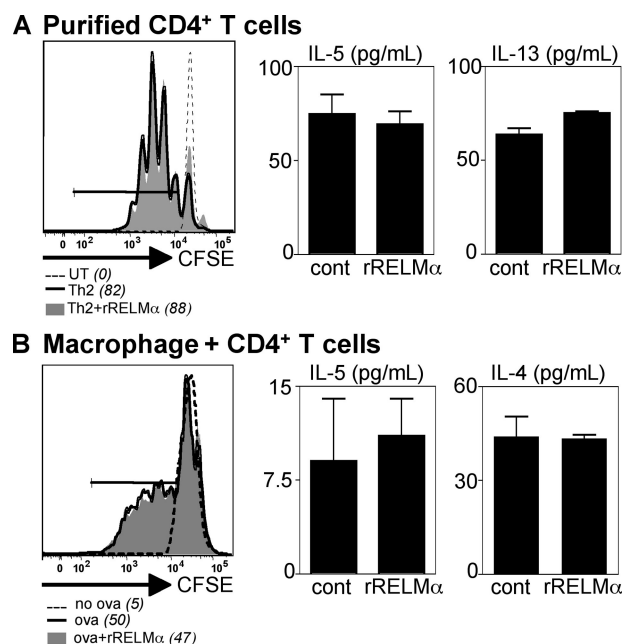 A Purified CD4⁺ T cells
IL-5 (pg/mL)
IL-13 (pg/mL)
100
50
0
100
50
0
0 10² 10³ 10⁴ 10⁵
CFSE
cont rRELMα
cont rRELMα
UT (0)
Th2 (82)
Th2+rRELMα (88)
B Macrophage + CD4⁺ T cells
IL-5 (pg/mL)
IL-4 (pg/mL)
15
7.5
0
60
30
0
0 10² 10³ 10⁴ 10⁵
CFSE
cont rRELMα
cont rRELMα
no ova (5)
ova (50)
ova+rRELMα (47)